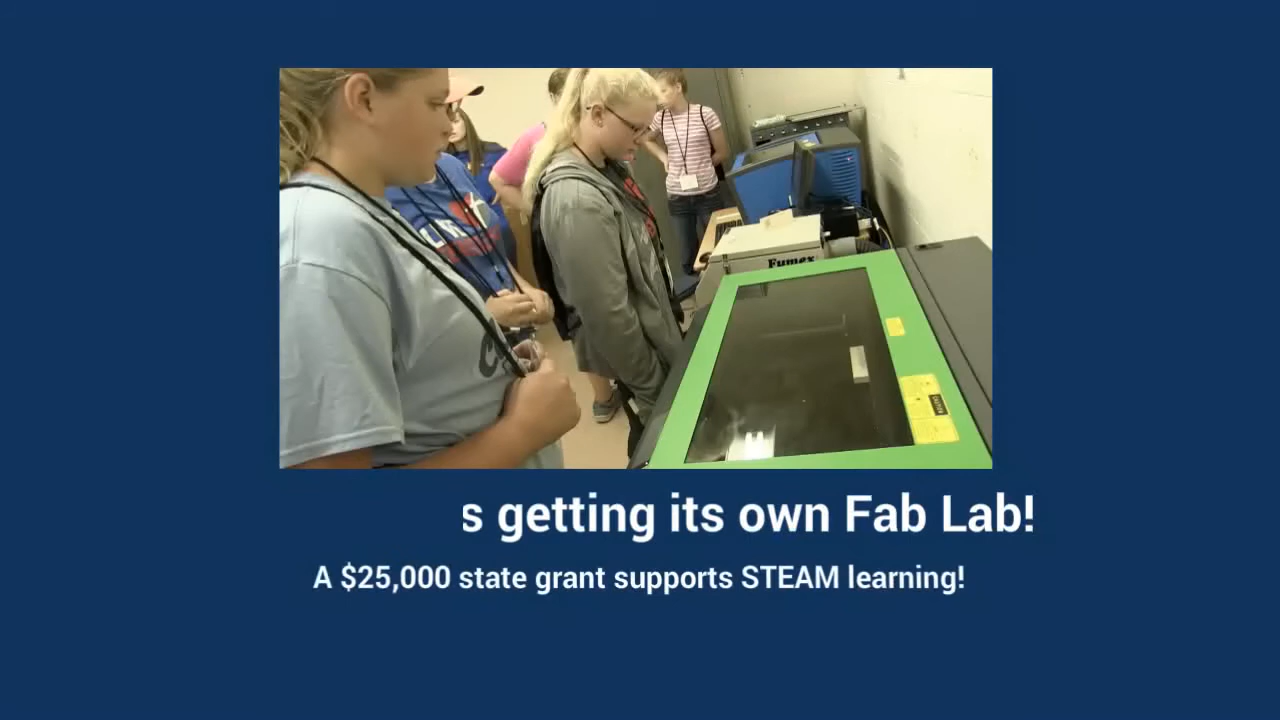 Fumex
s getting its own Fab Lab!
A $25,000 state grant supports STEAM learning!